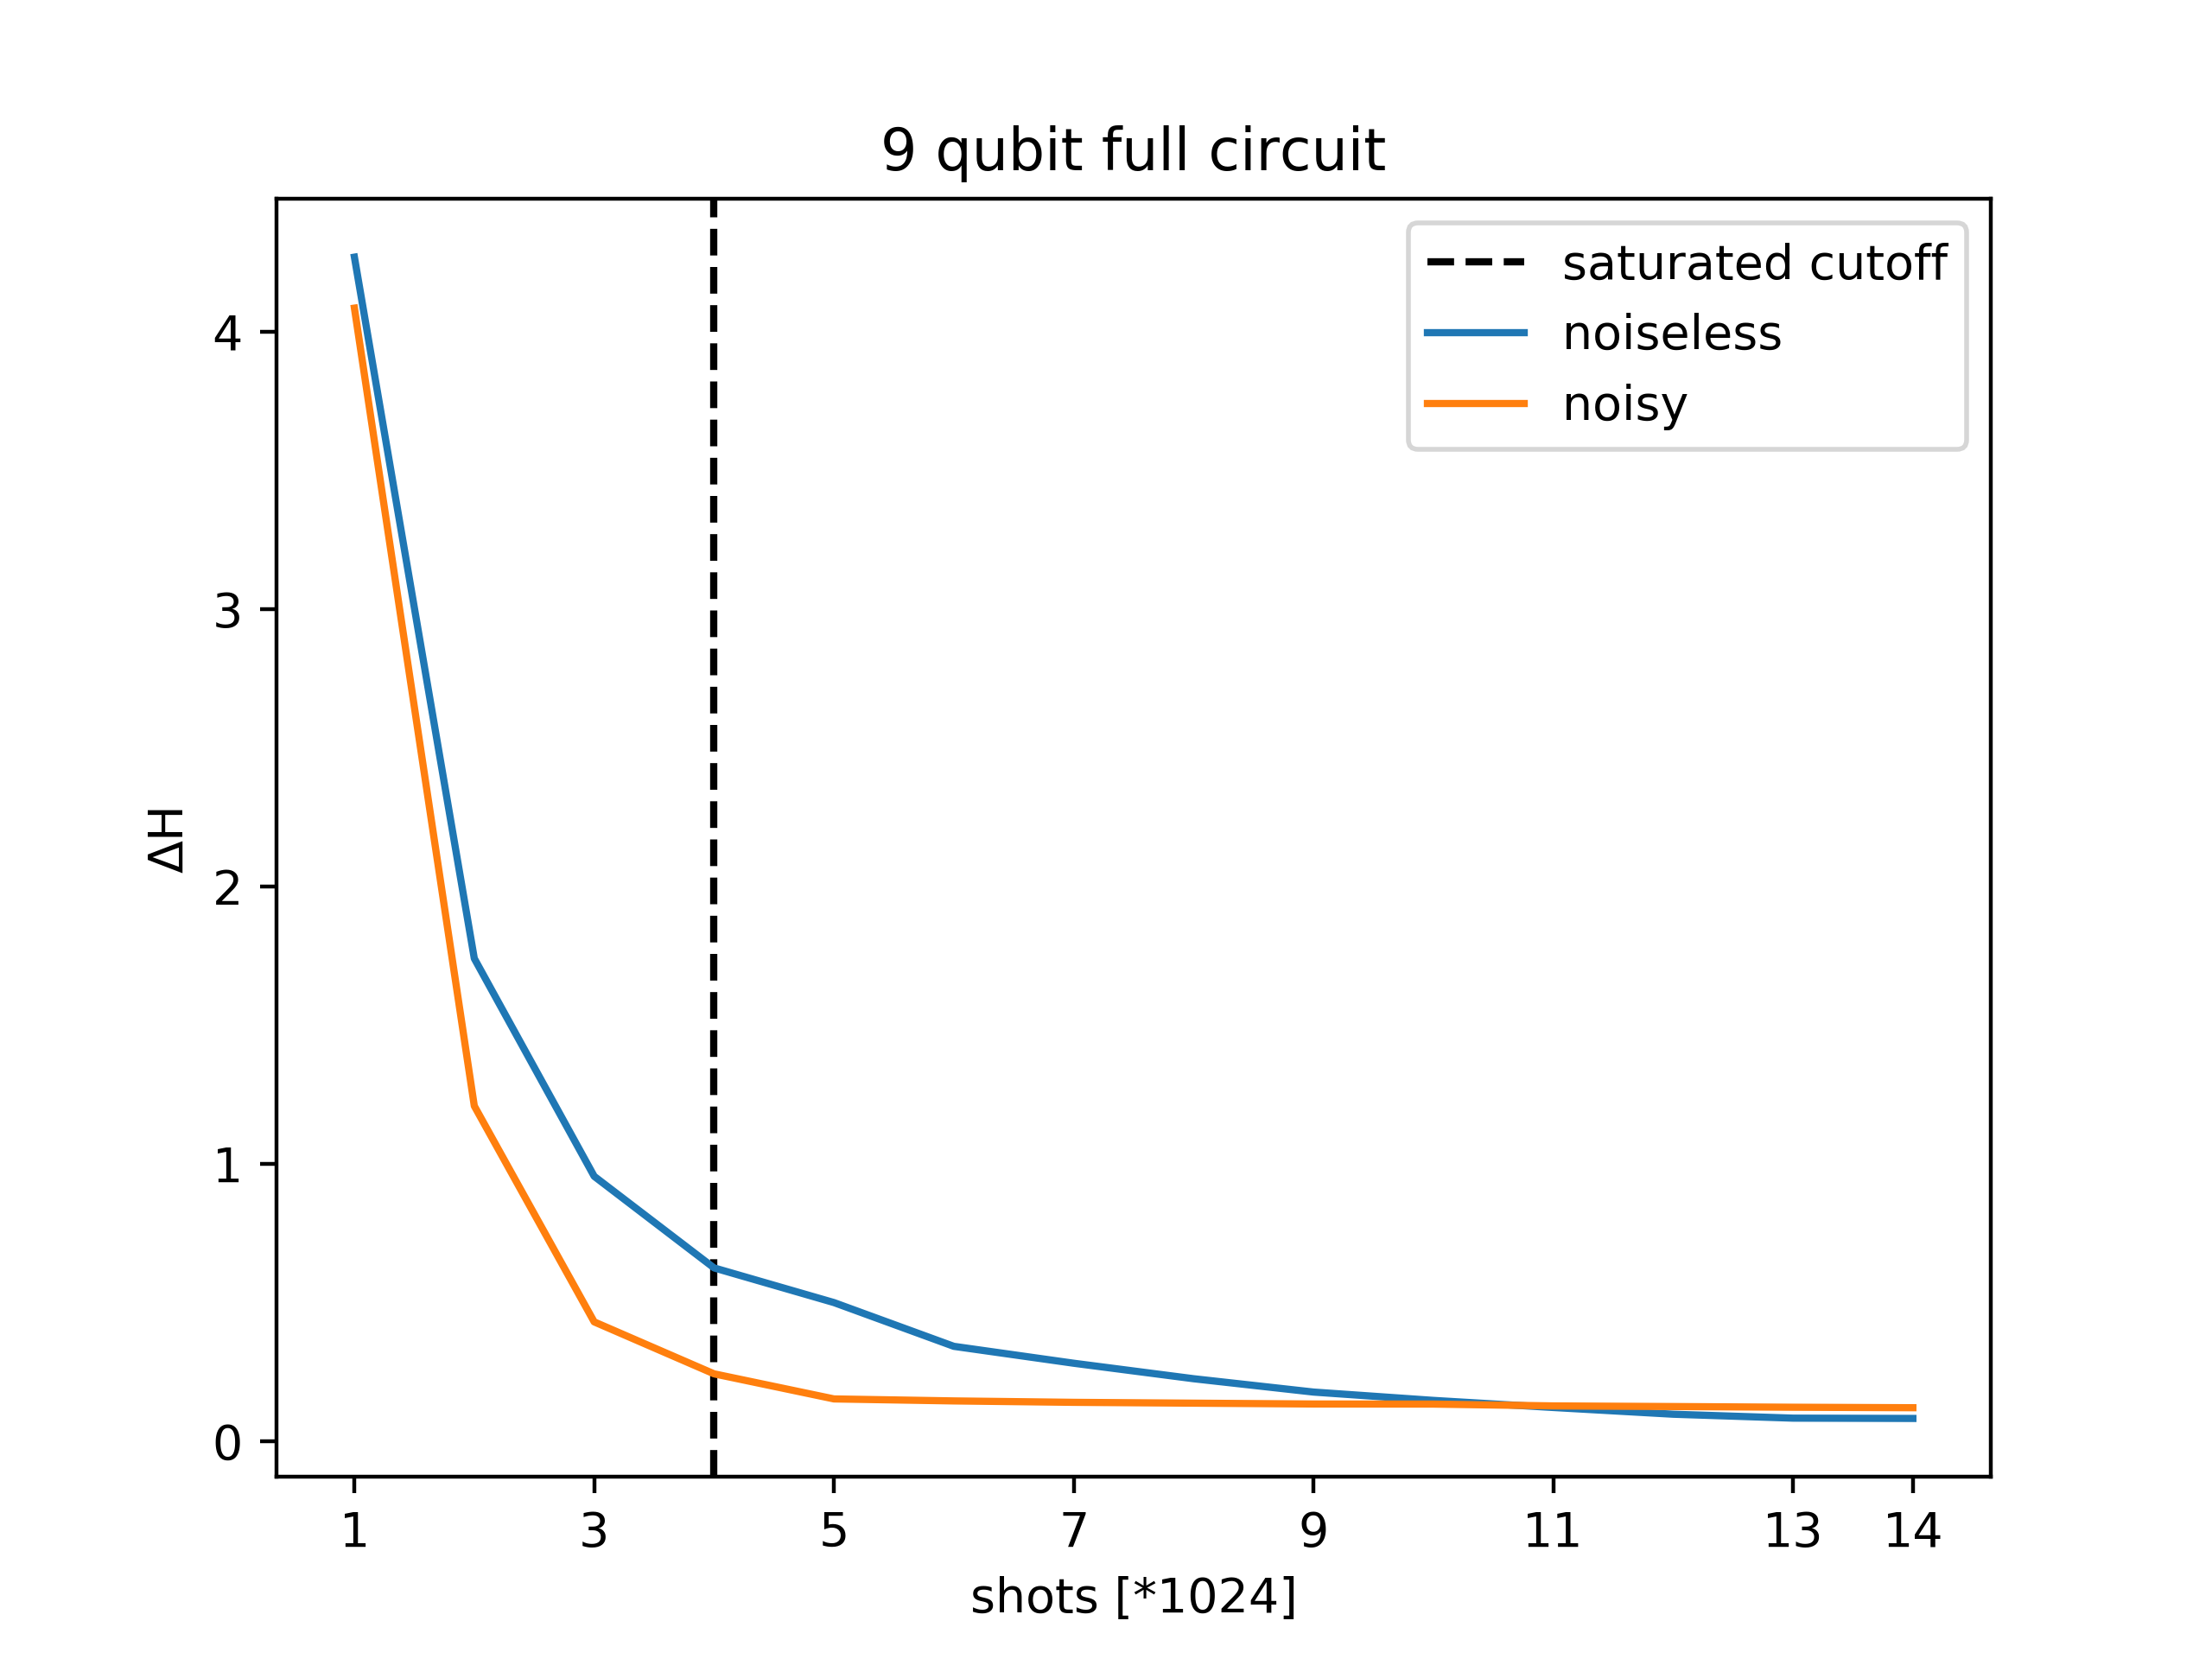 9 qubit full circuit
saturated cutoff
noiseless
noisy
ΔH
4
3
2
1
0
1 3 5 7 9 11 13 14
shots [*1024]